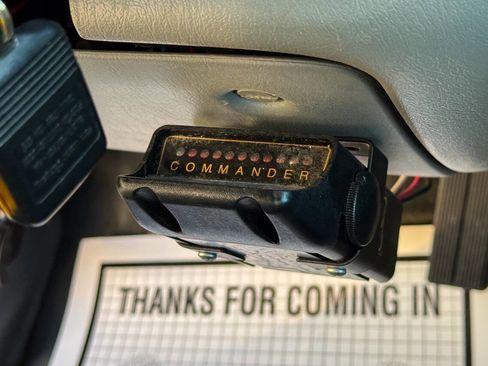 COMMANDER
THANKS FOR COMING IN